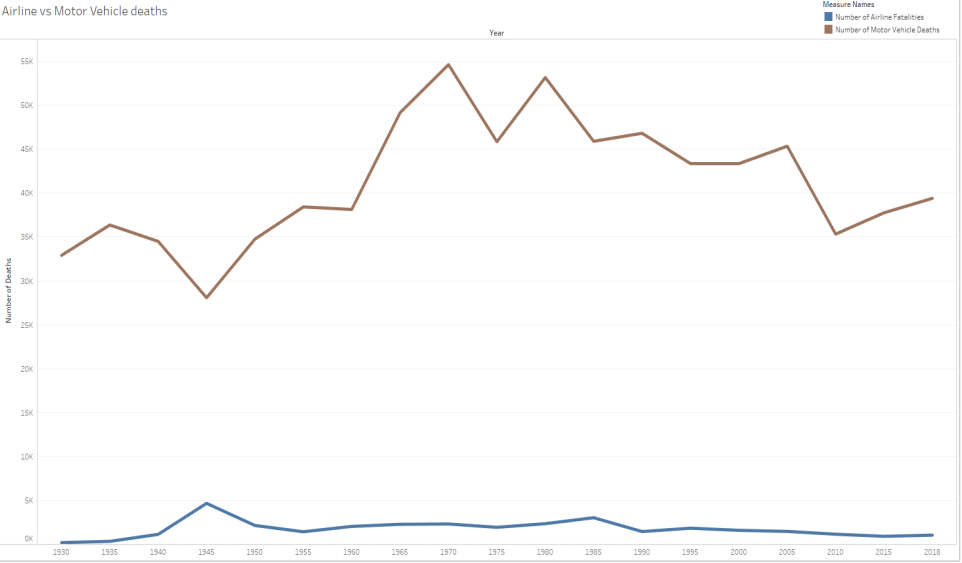 Airline vs Motor Vehicle deaths
Measure Names
Number of Airline Fatalities
Number of Motor Vehicle Deaths
Year
55K
50K
45K
40K
35K
30K
25K
20K
15K
10K
5K
0K
Number of Deaths
1930 1935 1940 1945 1950 1955 1960 1965 1970 1975 1980 1985 1990 1995 2000 2005 2010 2015 2018